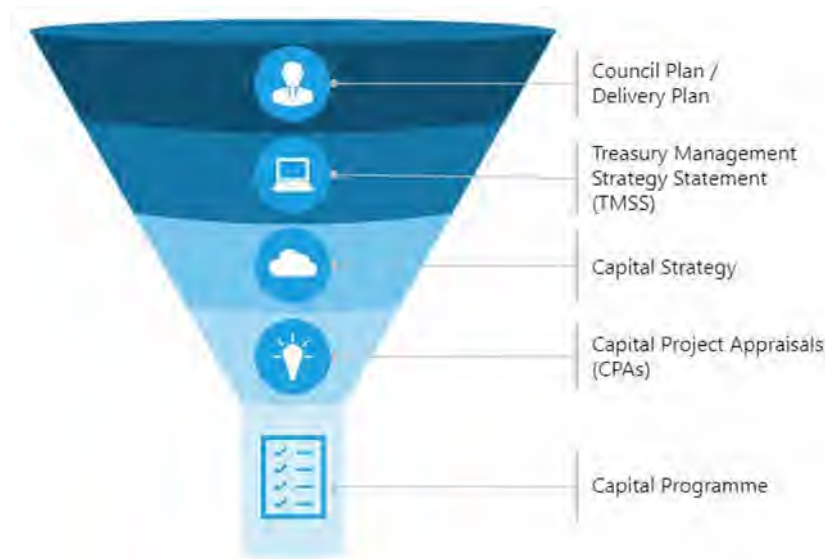 Council Plan /
Delivery Plan
Treasury Management
Strategy Statement
(TMSS)
Capital Strategy
Capital Project Appraisals
(CPAs)
Capital Programme